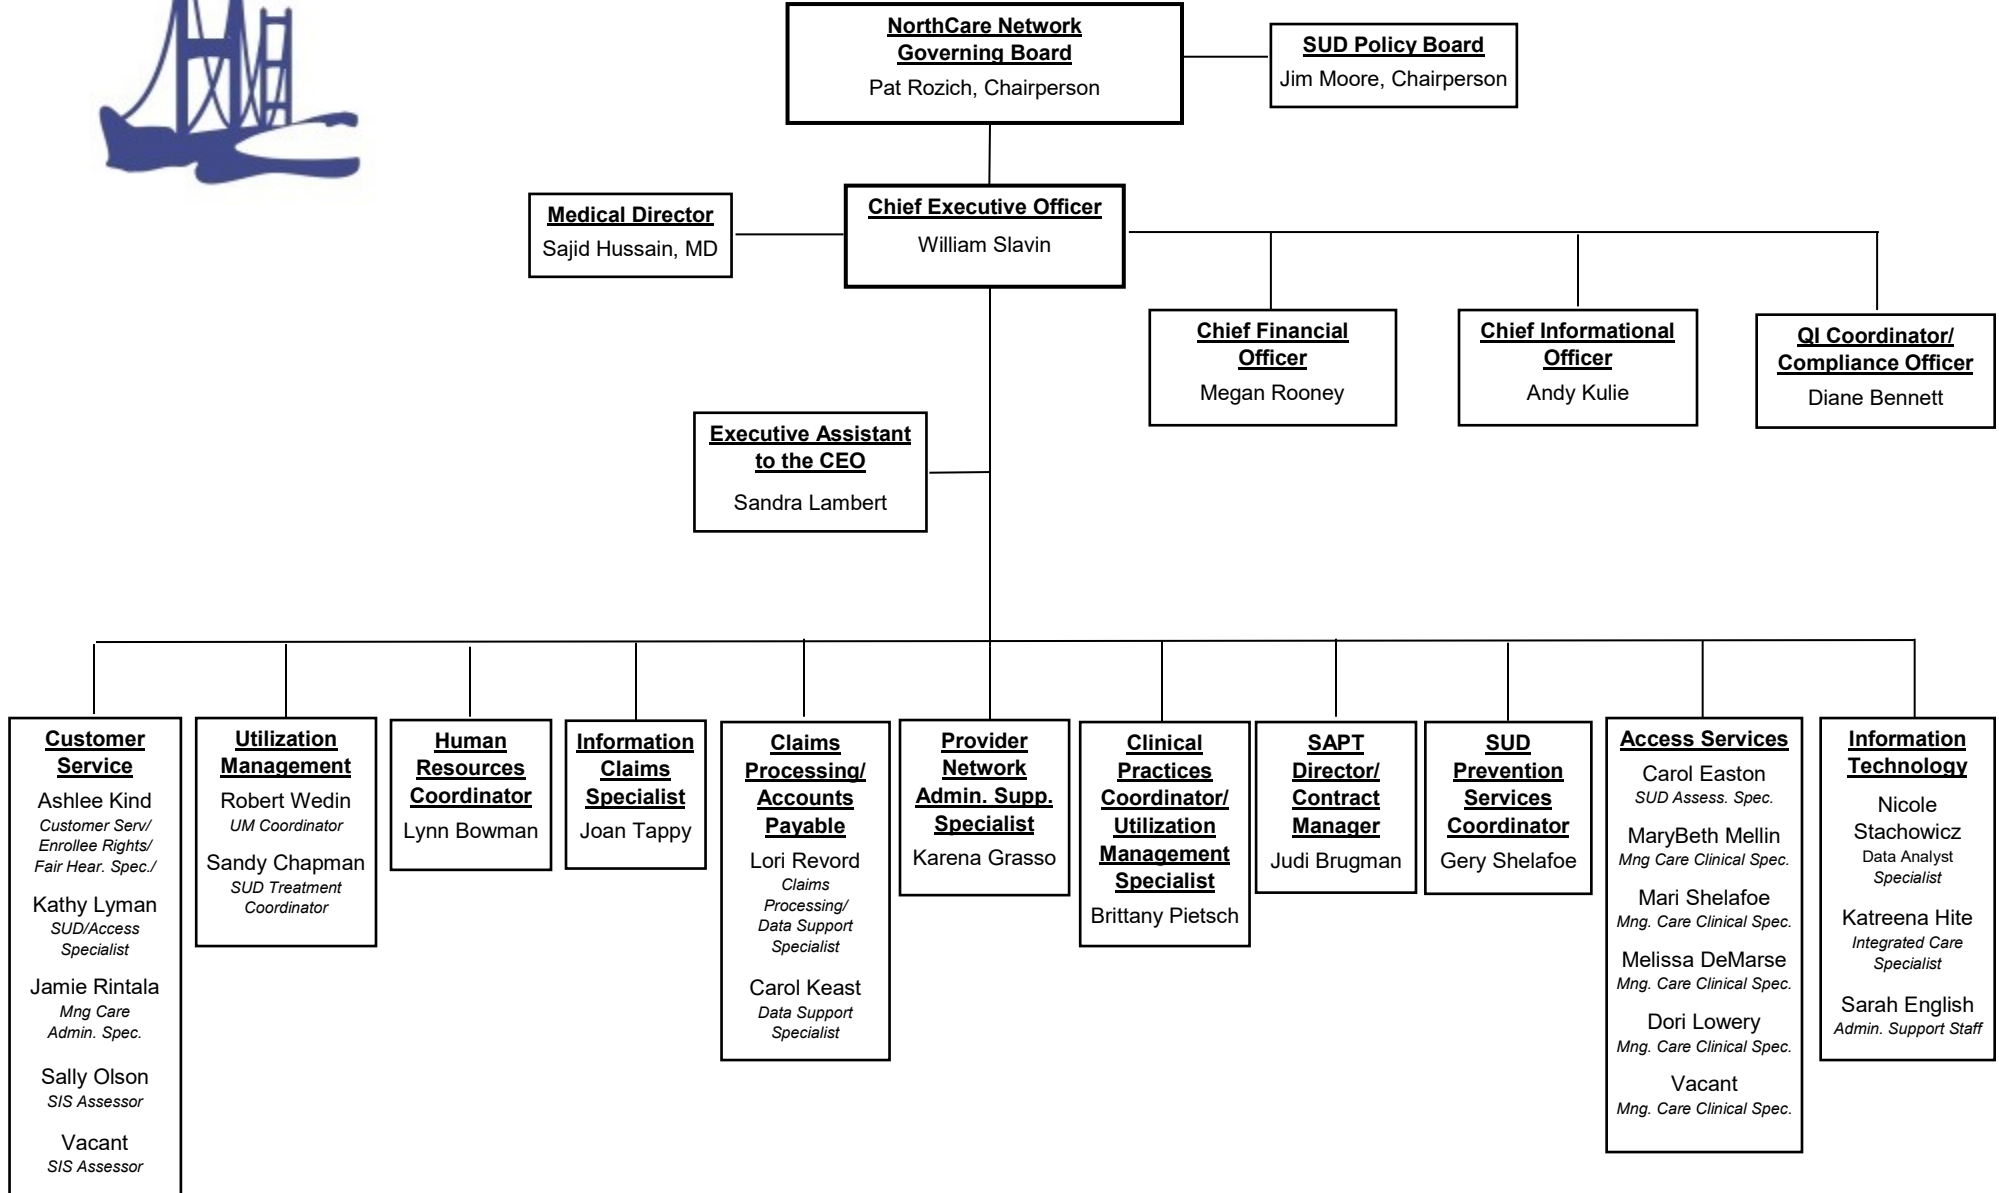 NorthCare Network
Governing Board
Pat Rozich, Chairperson
SUD Policy Board
Jim Moore, Chairperson
Medical Director
Sajid Hussain, MD
Chief Executive Officer
William Slavin
Chief Financial
Officer
Megan Rooney
Chief Informational
Officer
Andy Kulie
QI Coordinator/
Compliance Officer
Diane Bennett
Executive Assistant
to the CEO
Sandra Lambert
Customer
Service
Ashlee Kind
Customer Serv/
Enrollee Rights/
Fair Hear. Spec./
Kathy Lyman
SUD/Access
Specialist
Jamie Rintala
Mng Care
Admin. Spec.
Sally Olson
SIS Assessor
Vacant
SIS Assessor
Utilization
Management
Robert Wedin
UM Coordinator
Sandy Chapman
SUD Treatment
Coordinator
Human
Resources
Coordinator
Lynn Bowman
Information
Claims
Specialist
Joan Tappy
Claims
Processing/
Accounts
Payable
Lori Revord
Claims
Processing/
Data Support
Specialist
Carol Keast
Data Support
Specialist
Provider
Network
Admin. Supp.
Specialist
Karena Grasso
Clinical
Practices
Coordinator/
Utilization
Management
Specialist
Brittany Pietsch
SAPT
Director/
Contract
Manager
Judi Brugman
SUD
Prevention
Services
Coordinator
Gery Shelafoe
Access Services
Carol Easton
SUD Assess. Spec.
MaryBeth Mellin
Mng Care Clinical Spec.
Mari Shelafoe
Mng. Care Clinical Spec.
Melissa DeMarse
Mng. Care Clinical Spec.
Dori Lowery
Mng. Care Clinical Spec.
Vacant
Mng. Care Clinical Spec.
Information
Technology
Nicole
Stachowicz
Data Analyst
Specialist
Katreena Hite
Integrated Care
Specialist
Sarah English
Admin. Support Staff